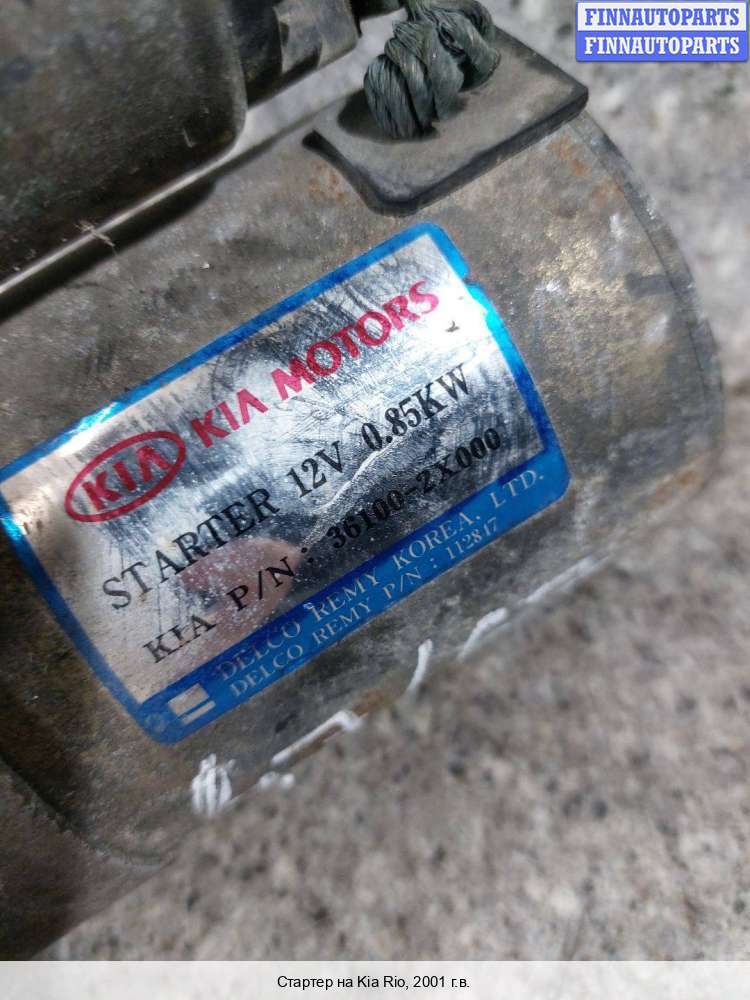 FINNAUTOPARTS
FINNAUTOPARTS
KIA KIA MOTORS
STARTER 12V 0.85KW
KIA P/N : 36100-2X000
DELCO REMY KOREA. LTD.
DELCO REMY P/N : 112847
Стартер на Kia Rio, 2001 г.в.